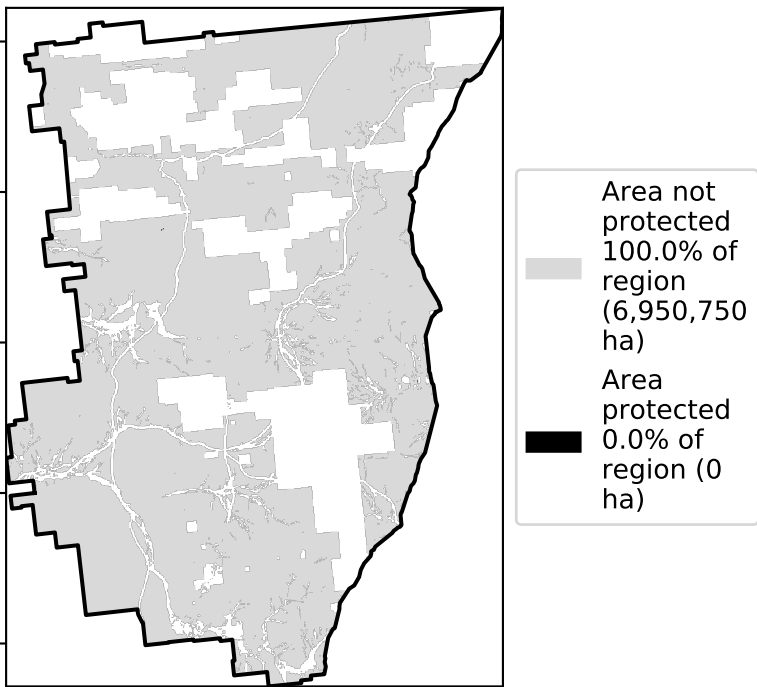 Area not
protected
100.0% of
region
(6,950,750
ha)
Area
protected
0.0% of
region (0
ha)